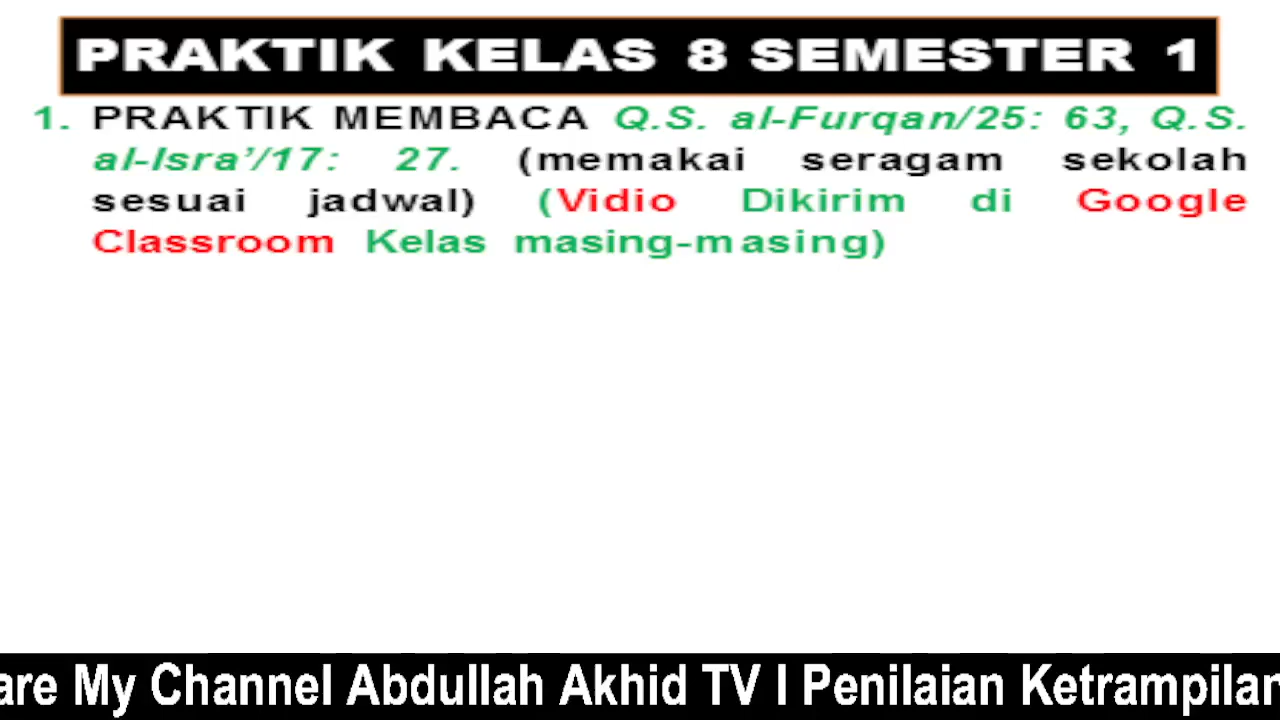 PRAKTIK KELAS 8 SEMESTER 1
1. PRAKTIK MEMBACA Q.S. al-Furqan/25: 63, Q.S.
al-Isra’/17: 27. (memakai seragam sekolah
sesuai jadwal) (Vidio Dikirim di Google
Classroom Kelas masing-masing)
are My Channel Abdullah Akhid TV I Penilaian Ketrampilan